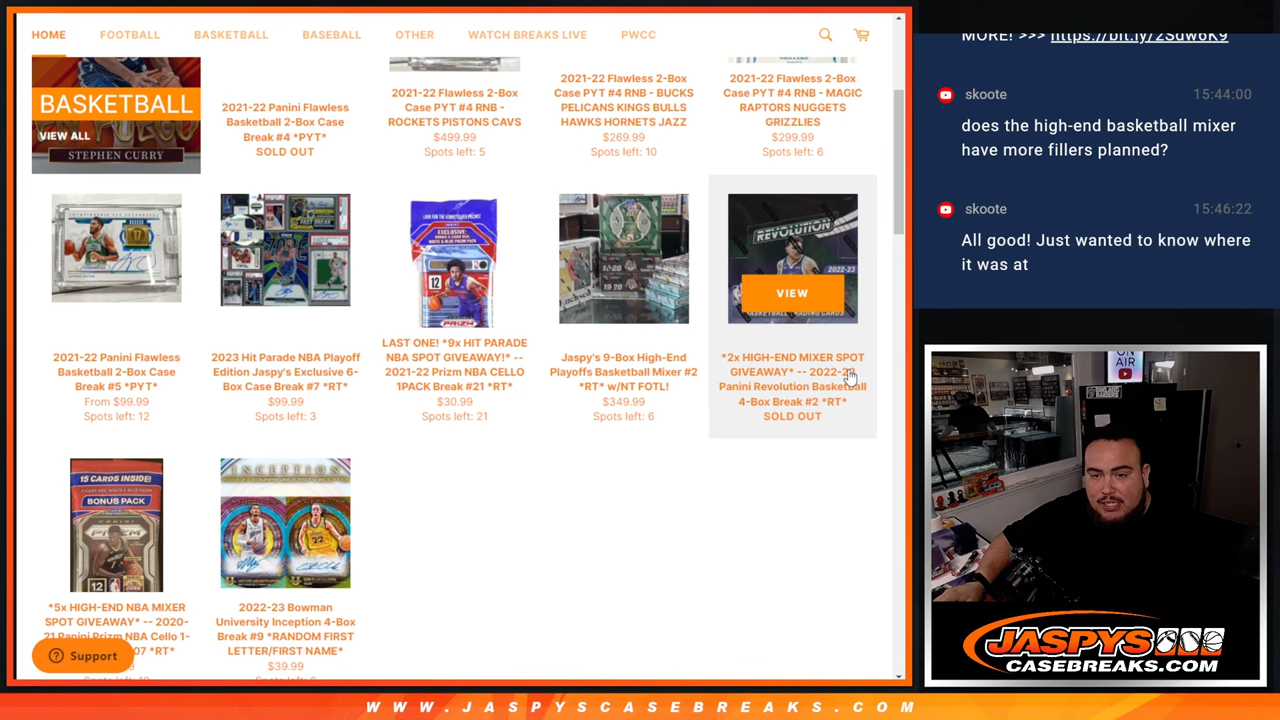 HOME FOOTBALL BASKETBALL BASEBALL OTHER WATCH BREAKS LIVE PWCC
BASKETBALL
VIEW ALL
STEPHEN CURRY
2021-22 Panini Flawless
Basketball 2-Box Case
Break #4 *PYT*
SOLD OUT
2021-22 Flawless 2-Box
Case PYT #4 RNB -
ROCKETS PISTONS CAVS
$499.99
Spots left: 5
2021-22 Flawless 2-Box
Case PYT #4 RNB - BUCKS
PELICANS KINGS BULLS
HAWKS HORNETS JAZZ
$269.99
Spots left: 10
2021-22 Flawless 2-Box
Case PYT #4 RNB - MAGIC
RAPTORS NUGGETS
GRIZZLIES
$299.99
Spots left: 6
2021-22 Panini Flawless
Basketball 2-Box Case
Break #5 *PYT*
From $99.99
Spots left: 12
2023 Hit Parade NBA Playoff
Edition Jaspy's Exclusive 6-
Box Case Break #7 *RT*
$99.99
Spots left: 3
EXCLUSIVE
12
PRIZM
LAST ONE! *9x HIT PARADE
NBA SPOT GIVEAWAY!* --
2021-22 Prizm NBA CELLO
1PACK Break #21 *RT*
$30.99
Spots left: 21
Jaspy's 9-Box High-End
Playoffs Basketball Mixer #2
*RT* w/NT FOTL!
$349.99
Spots left: 6
REVOLUTION
2022-23
VIEW
*2x HIGH-END MIXER SPOT
GIVEAWAY* -- 2022-
Panini Revolution Basketball
4-Box Break #2 *RT*
SOLD OUT
15 CARDS INSIDE!
BONUS PACK
PRIZM
12
*5x HIGH-END NBA MIXER
SPOT GIVEAWAY* -- 2020-
21 Panini Prizm NBA Cello 1-
07 *RT*
INCEPTION
2022-23 Bowman
University Inception 4-Box
Break #9 *RANDOM FIRST
LETTER/FIRST NAME*
$39.99
Support
MORE! >>> https://bit.ly/2Sdw6K9
skoote 15:44:00
does the high-end basketball mixer
have more fillers planned?
skoote 15:46:22
All good! Just wanted to know where
it was at
ON
AIR
RAIDERS
JASPYS
CASEBREAKS.COM
WWW.JASPYSCASEBREAKS.COM